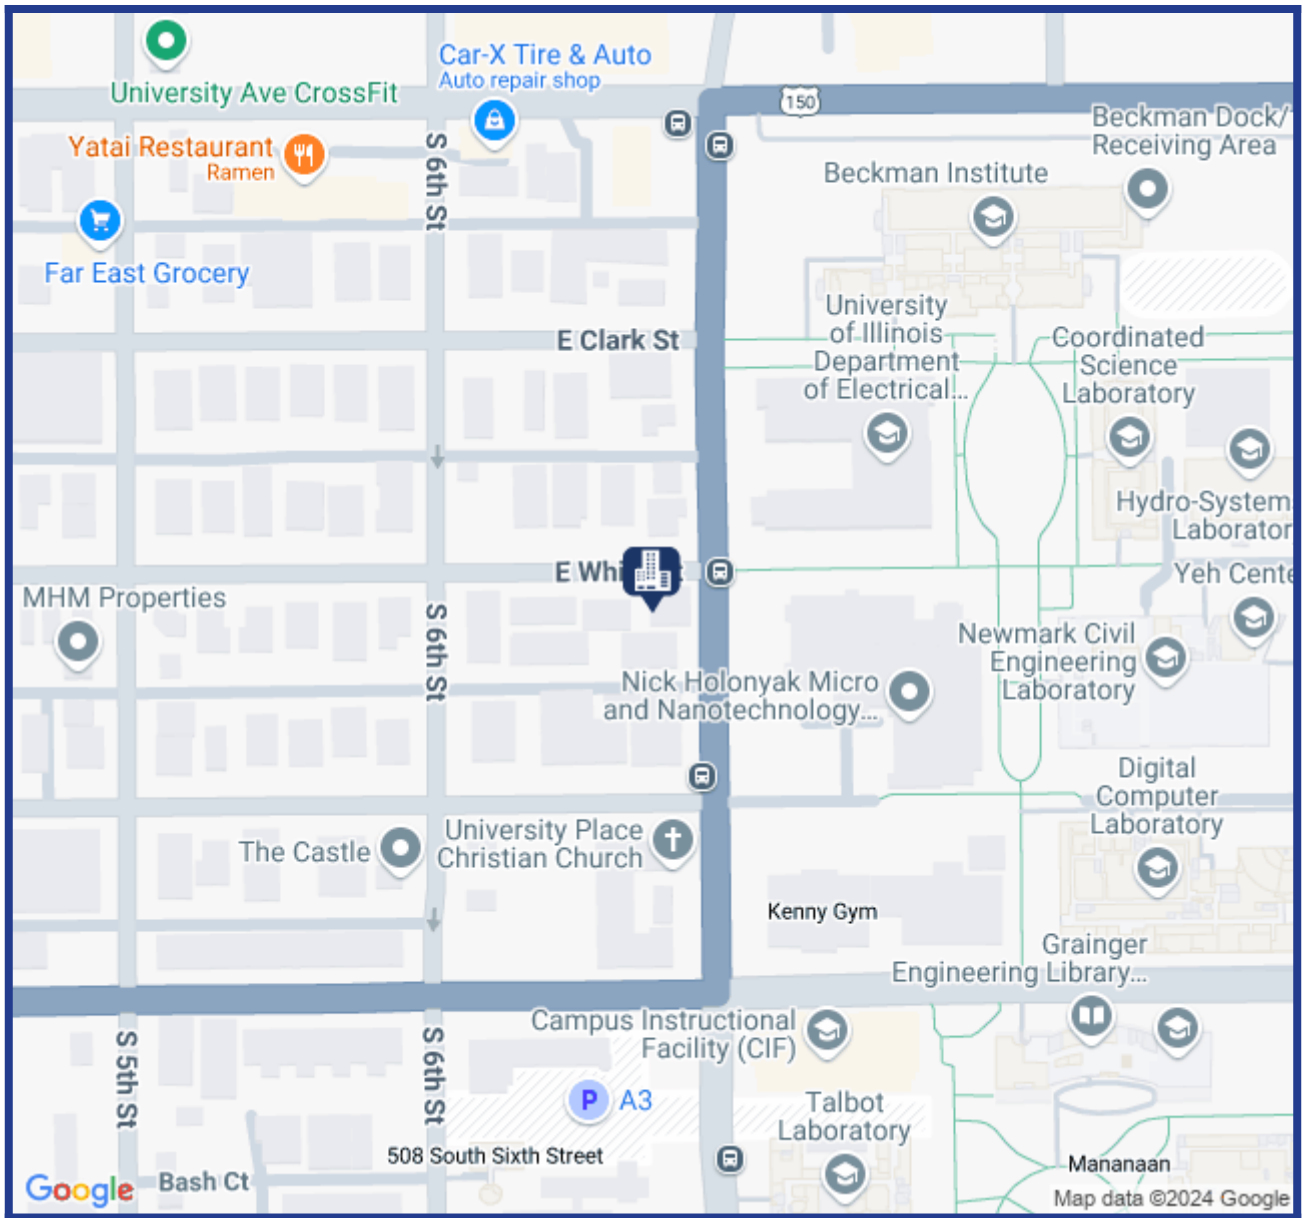 Car-X Tire & Auto
Auto repair shop
University Ave CrossFit
150
Beckman Dock/
Receiving Area
Yatai Restaurant
Ramen
S 6th St
Beckman Institute
Far East Grocery
University
of Illinois
Department
of Electrical...
E Clark St
Coordinated
Science
Laboratory
Hydro-Systems
Laborator
E Whi
Yeh Cente
MHM Properties
S 6th St
Newmark Civil
Engineering
Laboratory
Nick Holonyak Micro
and Nanotechnology...
Digital
Computer
Laboratory
The Castle
University Place
Christian Church
Kenny Gym
Grainger
Engineering Library...
Campus Instructional
Facility (CIF)
S 5th St
S 6th St
P A3
Talbot
Laboratory
508 South Sixth Street
Mananaan
Bash Ct
Google
Map data ©2024 Google